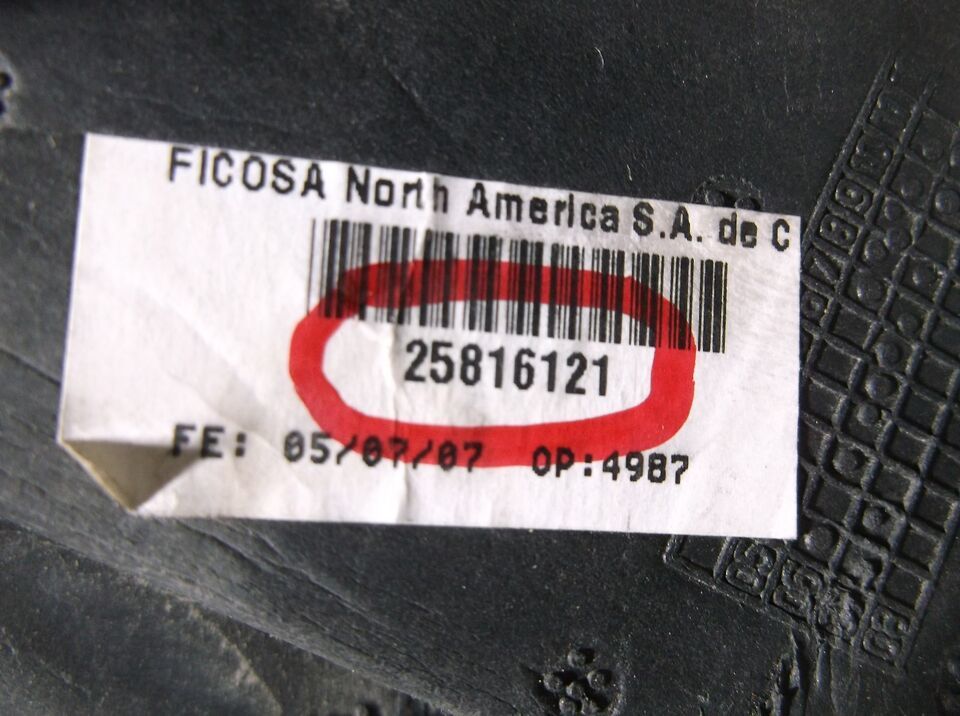 FICOSA North America S.A. de C
25816121
FE: 05/07/07 OP:4987